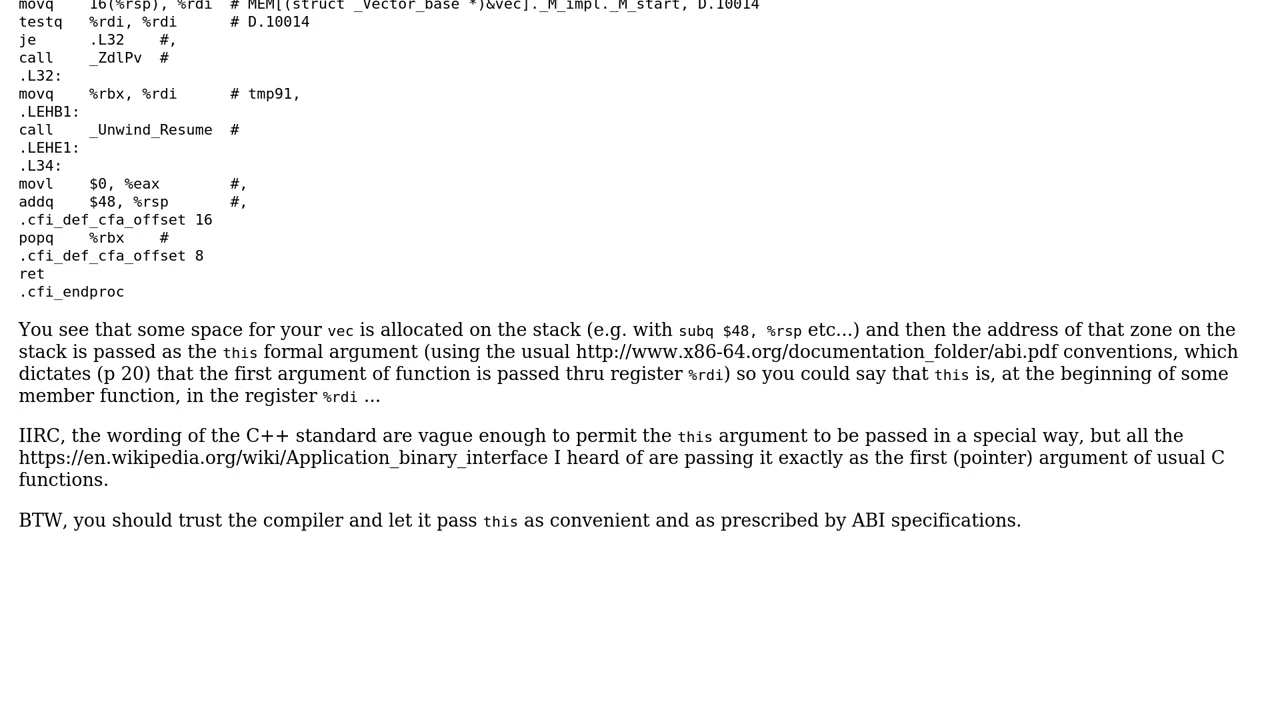 movq    16(%rsp), %rdi  # MEM[(struct _Vector_base *)&vec]._M_impl._M_start, D.10014
testq   %rdi, %rdi      # D.10014
je      .L32    #,
call    _ZdlPv  #
.L32:
movq    %rbx, %rdi      # tmp91,
.LEHB1:
call    _Unwind_Resume  #
.LEHE1:
.L34:
movl    $0, %eax        #,
addq    $48, %rsp       #,
.cfi_def_cfa_offset 16
popq    %rbx    #
.cfi_def_cfa_offset 8
ret
.cfi_endproc
You see that some space for your vec is allocated on the stack (e.g. with subq $48, %rsp etc...) and then the address of that zone on the
stack is passed as the this formal argument (using the usual http://www.x86-64.org/documentation_folder/abi.pdf conventions, which
dictates (p 20) that the first argument of function is passed thru register %rdi) so you could say that this is, at the beginning of some
member function, in the register %rdi ...
IIRC, the wording of the C++ standard are vague enough to permit the this argument to be passed in a special way, but all the
https://en.wikipedia.org/wiki/Application_binary_interface I heard of are passing it exactly as the first (pointer) argument of usual C
functions.
BTW, you should trust the compiler and let it pass this as convenient and as prescribed by ABI specifications.